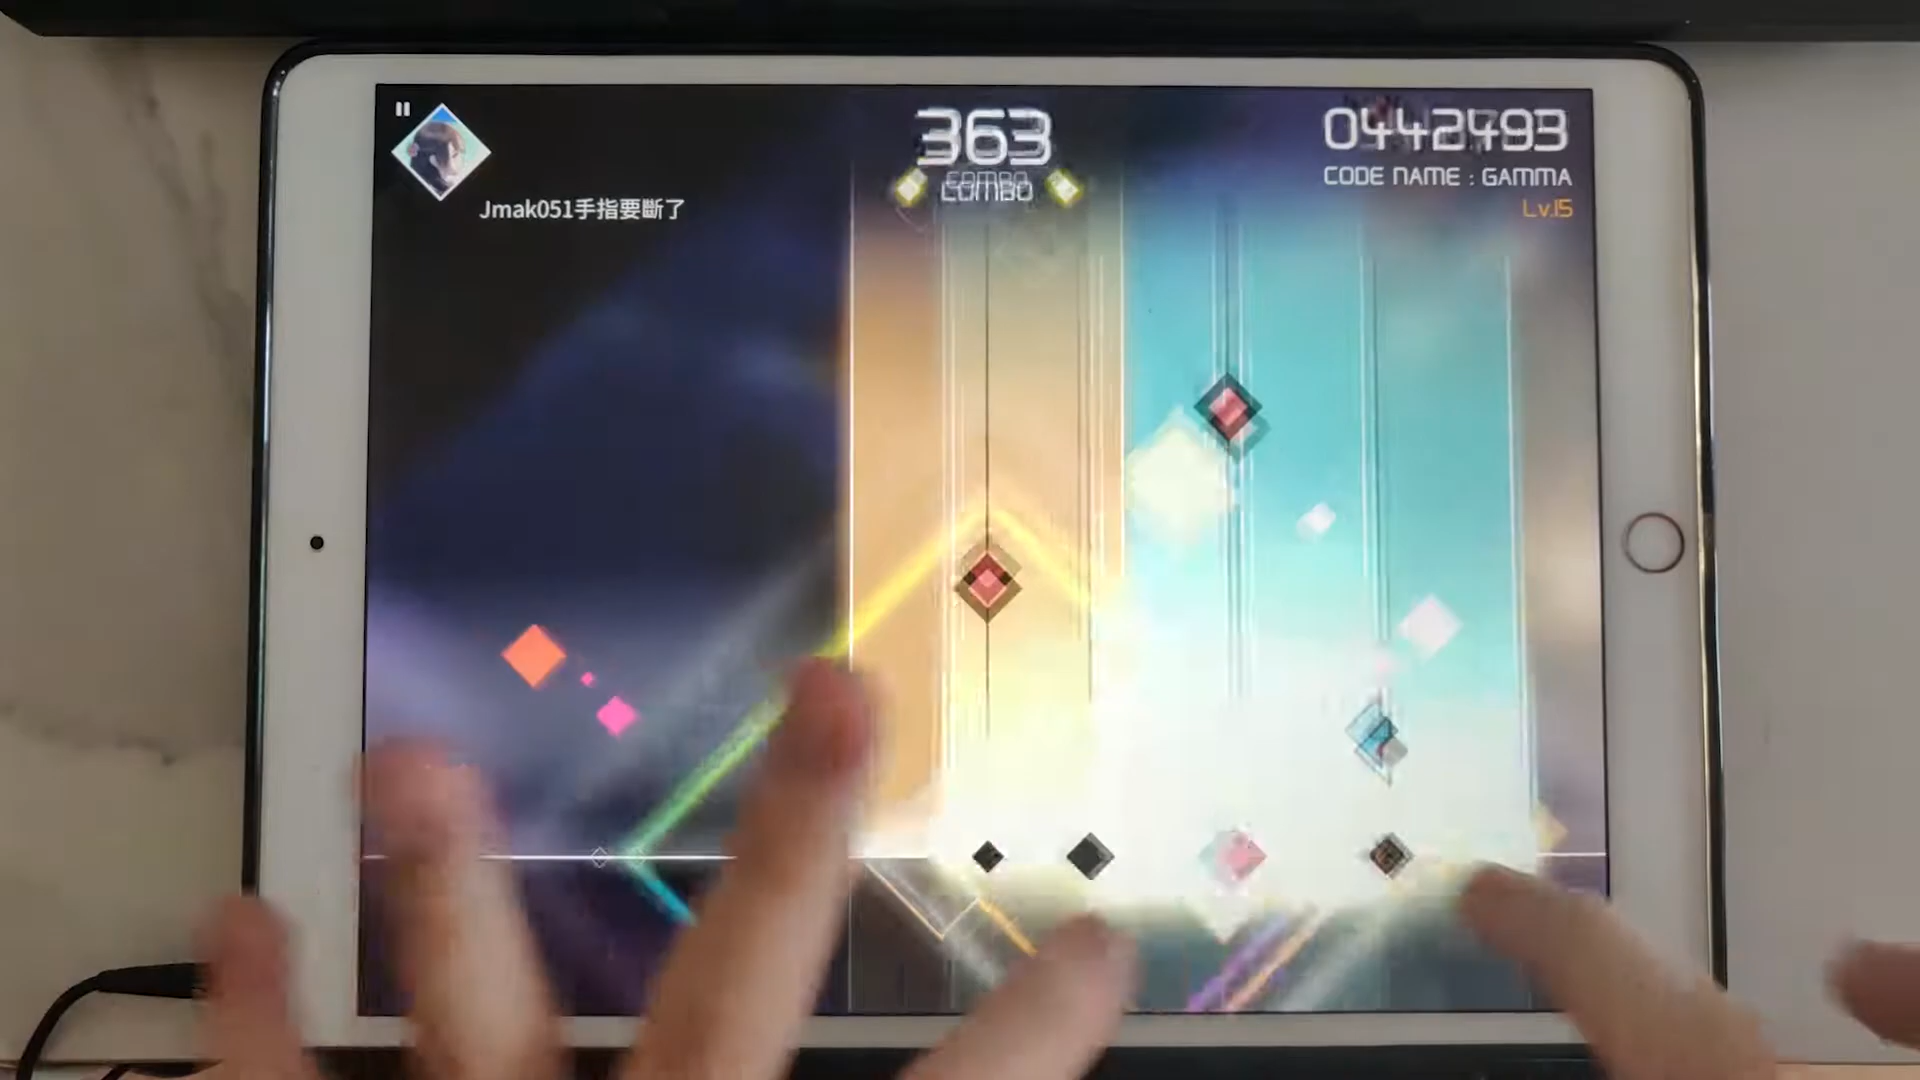 363
COMBO
0442493
CODE NAME : GAMMA
Lv.15
Jmak051手指要斷了